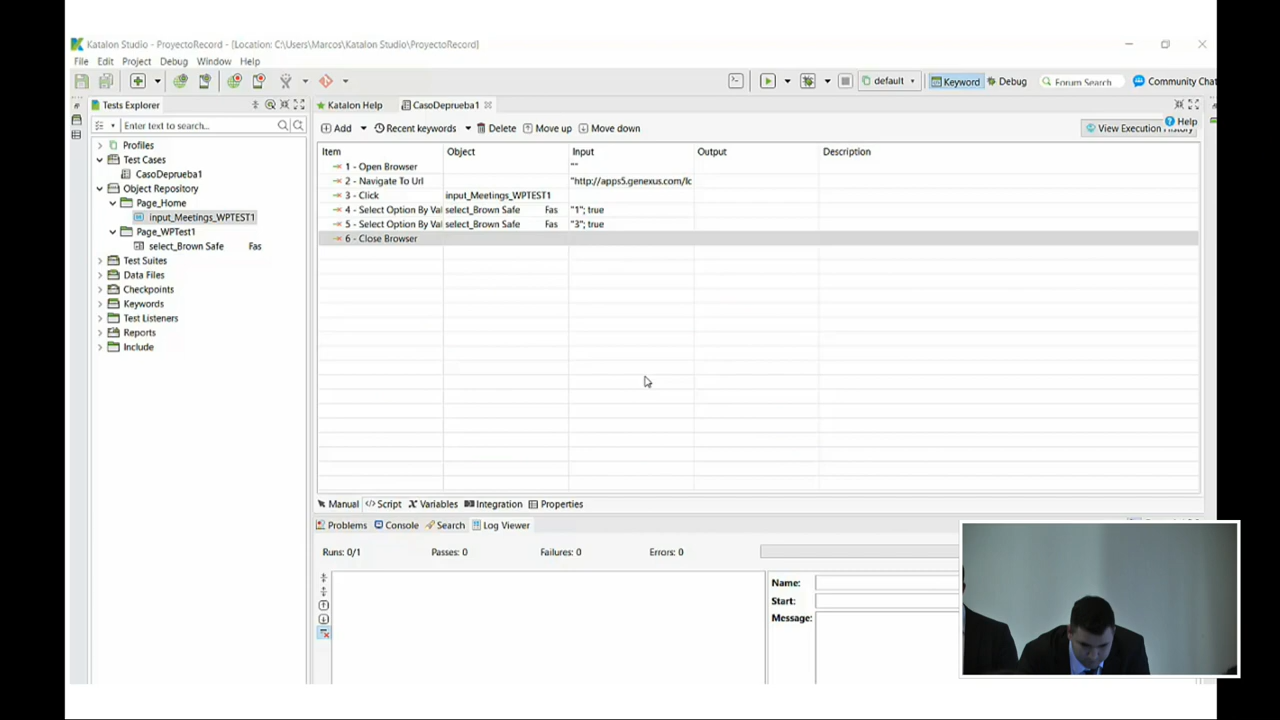 Katalon Studio - ProyectoRecord - [Location: C:\Users\Marcos\Katalon Studio\ProyectoRecord]
File Edit Project Debug Window Help
default Keyword Debug Forum Search Community Chat
Tests Explorer
Katalon Help CasoDeprueba1
Help
Enter text to search...
Add Recent keywords Delete Move up Move down View Execution History
Item Object Input Output Description
1 - Open Browser ""
2 - Navigate To Url "http://apps5.genexus.com/Ic
3 - Click input_Meetings_WPTEST1
4 - Select Option By Val select_Brown Safe Fas "1"; true
5 - Select Option By Val select_Brown Safe Fas "3"; true
6 - Close Browser
Profiles
Test Cases
CasoDeprueba1
Object Repository
Page_Home
input_Meetings_WPTEST1
Page_WPTest1
select_Brown Safe Fas
Test Suites
Data Files
Checkpoints
Keywords
Test Listeners
Reports
Include
Manual Script Variables Integration Properties
Problems Console Search Log Viewer
Runs: 0/1 Passes: 0 Failures: 0 Errors: 0
Name:
Start:
Message: